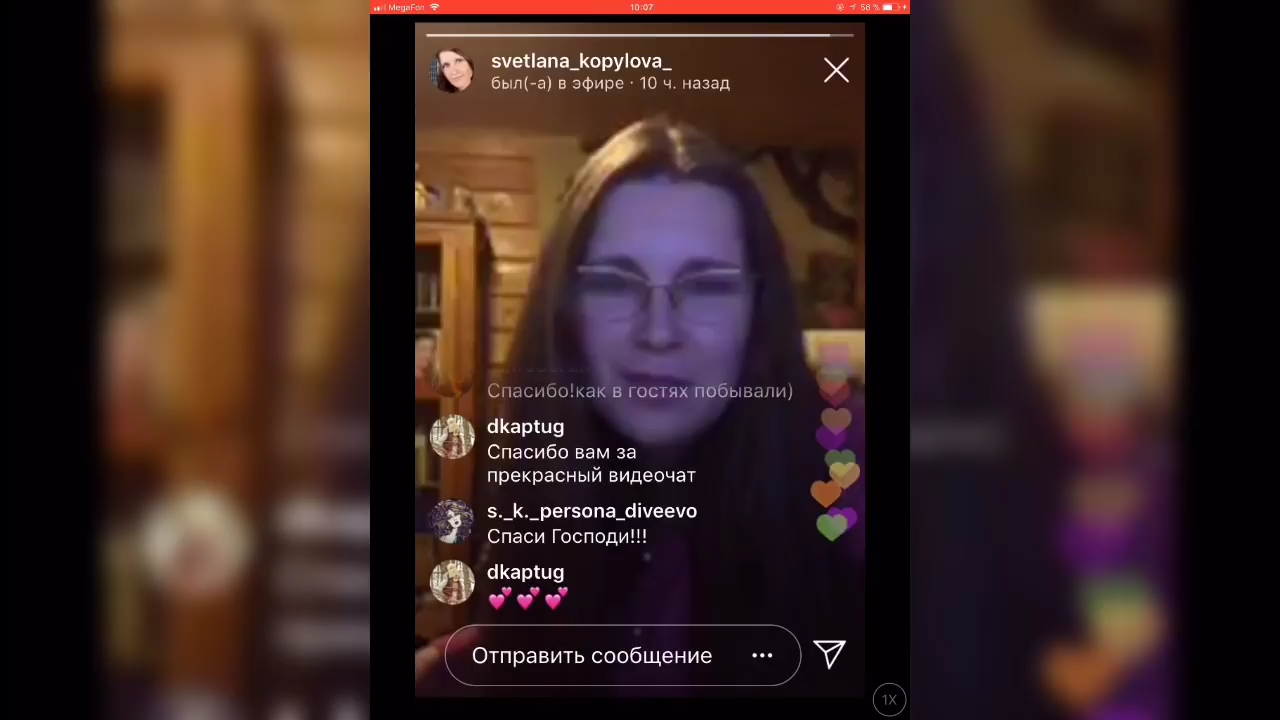 MegaFon 10:07 58 %
svetlana_kopylova_
был(-а) в эфире · 10 ч. назад
Спасибо!как в гостях побывали)
dkaptug
Спасибо вам за
прекрасный видеочат
s._k._persona_diveevo
Спаси Господи!!!
dkaptug
💕💕💕
Отправить сообщение
1X